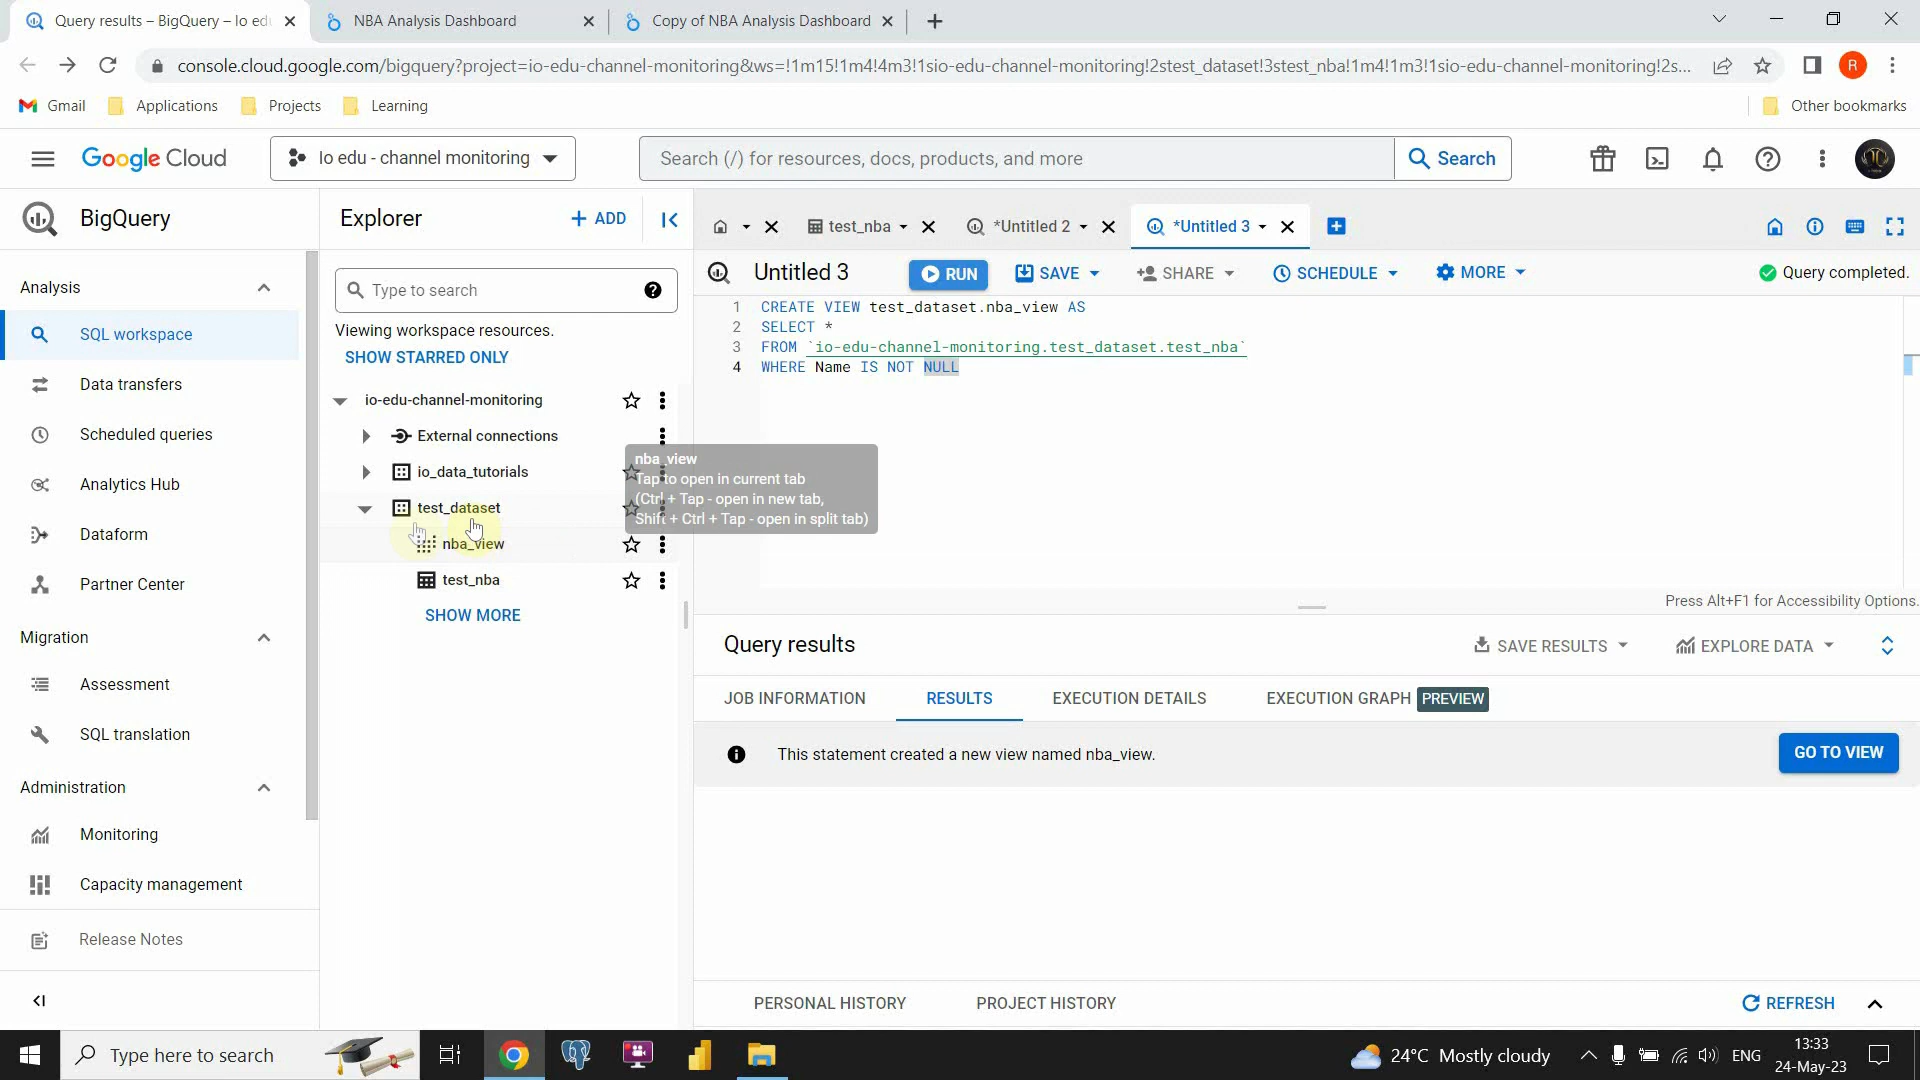 Query results – BigQuery – Io ed
NBA Analysis Dashboard
Copy of NBA Analysis Dashboard
console.cloud.google.com/bigquery?project=io-edu-channel-monitoring&ws=!1m15!1m4!4m3!1sio-edu-channel-monitoring!2stest_dataset!3stest_nba!1m4!1m3!1sio-edu-channel-monitoring!2s...
R
Gmail
Applications
Projects
Learning
Other bookmarks
Google Cloud
Io edu - channel monitoring
Search (/) for resources, docs, products, and more
Search
BigQuery
Explorer
+ ADD
test_nba
*Untitled 2
*Untitled 3
Untitled 3
RUN
SAVE
SHARE
SCHEDULE
MORE
Query completed.
Analysis
SQL workspace
Data transfers
Scheduled queries
Analytics Hub
Dataform
Partner Center
Migration
Assessment
SQL translation
Administration
Monitoring
Capacity management
Release Notes
Type to search
Viewing workspace resources.
SHOW STARRED ONLY
io-edu-channel-monitoring
External connections
io_data_tutorials
test_dataset
nba_view
test_nba
SHOW MORE
1 CREATE VIEW test_dataset.nba_view AS
2 SELECT *
3 FROM `io-edu-channel-monitoring.test_dataset.test_nba`
4 WHERE Name IS NOT NULL
nba_view
Tap to open in current tab
(Ctrl + Tap - open in new tab,
Shift + Ctrl + Tap - open in split tab)
Press Alt+F1 for Accessibility Options.
Query results
SAVE RESULTS
EXPLORE DATA
JOB INFORMATION
RESULTS
EXECUTION DETAILS
EXECUTION GRAPH PREVIEW
This statement created a new view named nba_view.
GO TO VIEW
PERSONAL HISTORY
PROJECT HISTORY
REFRESH
Type here to search
24°C Mostly cloudy
ENG
13:33
24-May-23